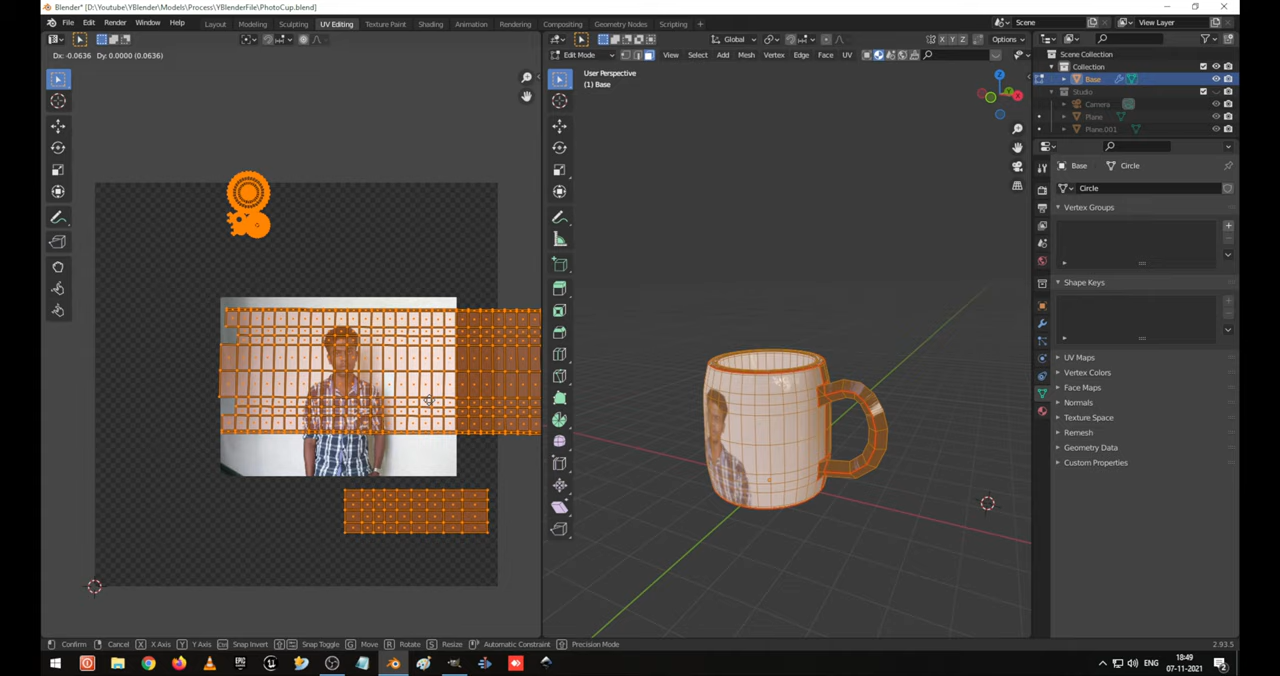 Blender* [D:\Youtube\YBlender\Models\Process\YBlenderFile\PhotoCup.blend]
File Edit Render Window Help Layout Modeling Sculpting UV Editing Texture Paint Shading Animation Rendering Compositing Geometry Nodes Scripting + Scene View Layer
Global Options
Dx: -0.0636 Dy: 0.0000 (0.0636)
Edit Mode View Select Add Mesh Vertex Edge Face UV
User Perspective
(1) Base
Scene Collection
Collection
Base
Studio
Camera
Plane
Plane.001
Base Circle
Circle
Vertex Groups
Shape Keys
UV Maps
Vertex Colors
Face Maps
Normals
Texture Space
Remesh
Geometry Data
Custom Properties
Confirm Cancel X X Axis Y Y Axis Snap Invert Snap Toggle G Move R Rotate S Resize Automatic Constraint Precision Mode 2.93.5
ENG 18:49
07-11-2021